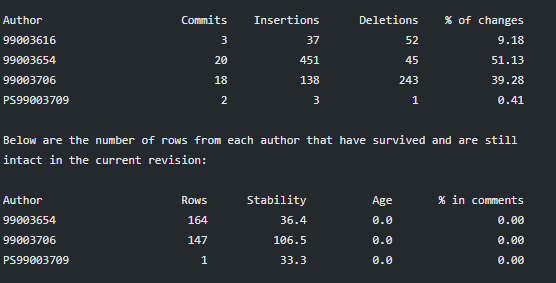 Author Commits Insertions Deletions % of changes
99003616 3 37 52 9.18
99003654 20 451 45 51.13
99003706 18 138 243 39.28
PS99003709 2 3 1 0.41
Below are the number of rows from each author that have survived and are still
intact in the current revision:
Author Rows Stability Age % in comments
99003654 164 36.4 0.0 0.00
99003706 147 106.5 0.0 0.00
PS99003709 1 33.3 0.0 0.00